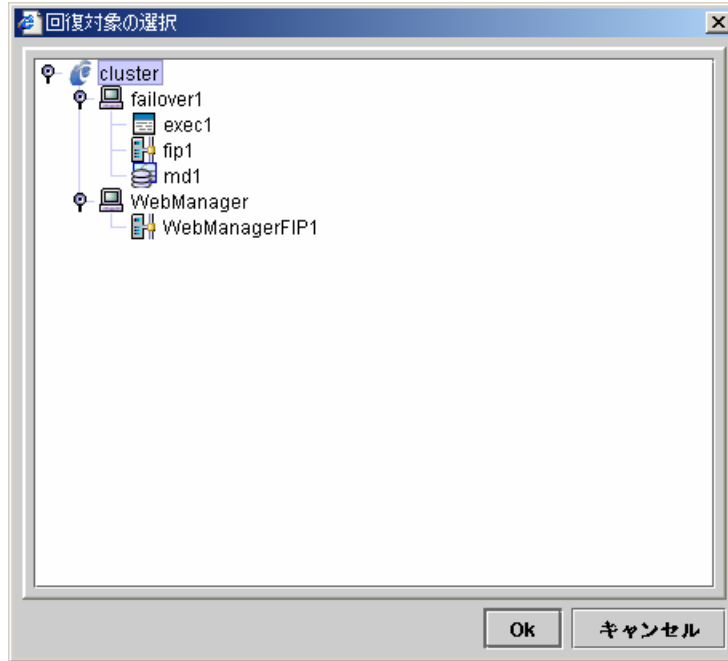 回復対象の選択
cluster
failover1
exec1
fip1
md1
WebManager
WebManagerFIP1
Ok
キャンセル